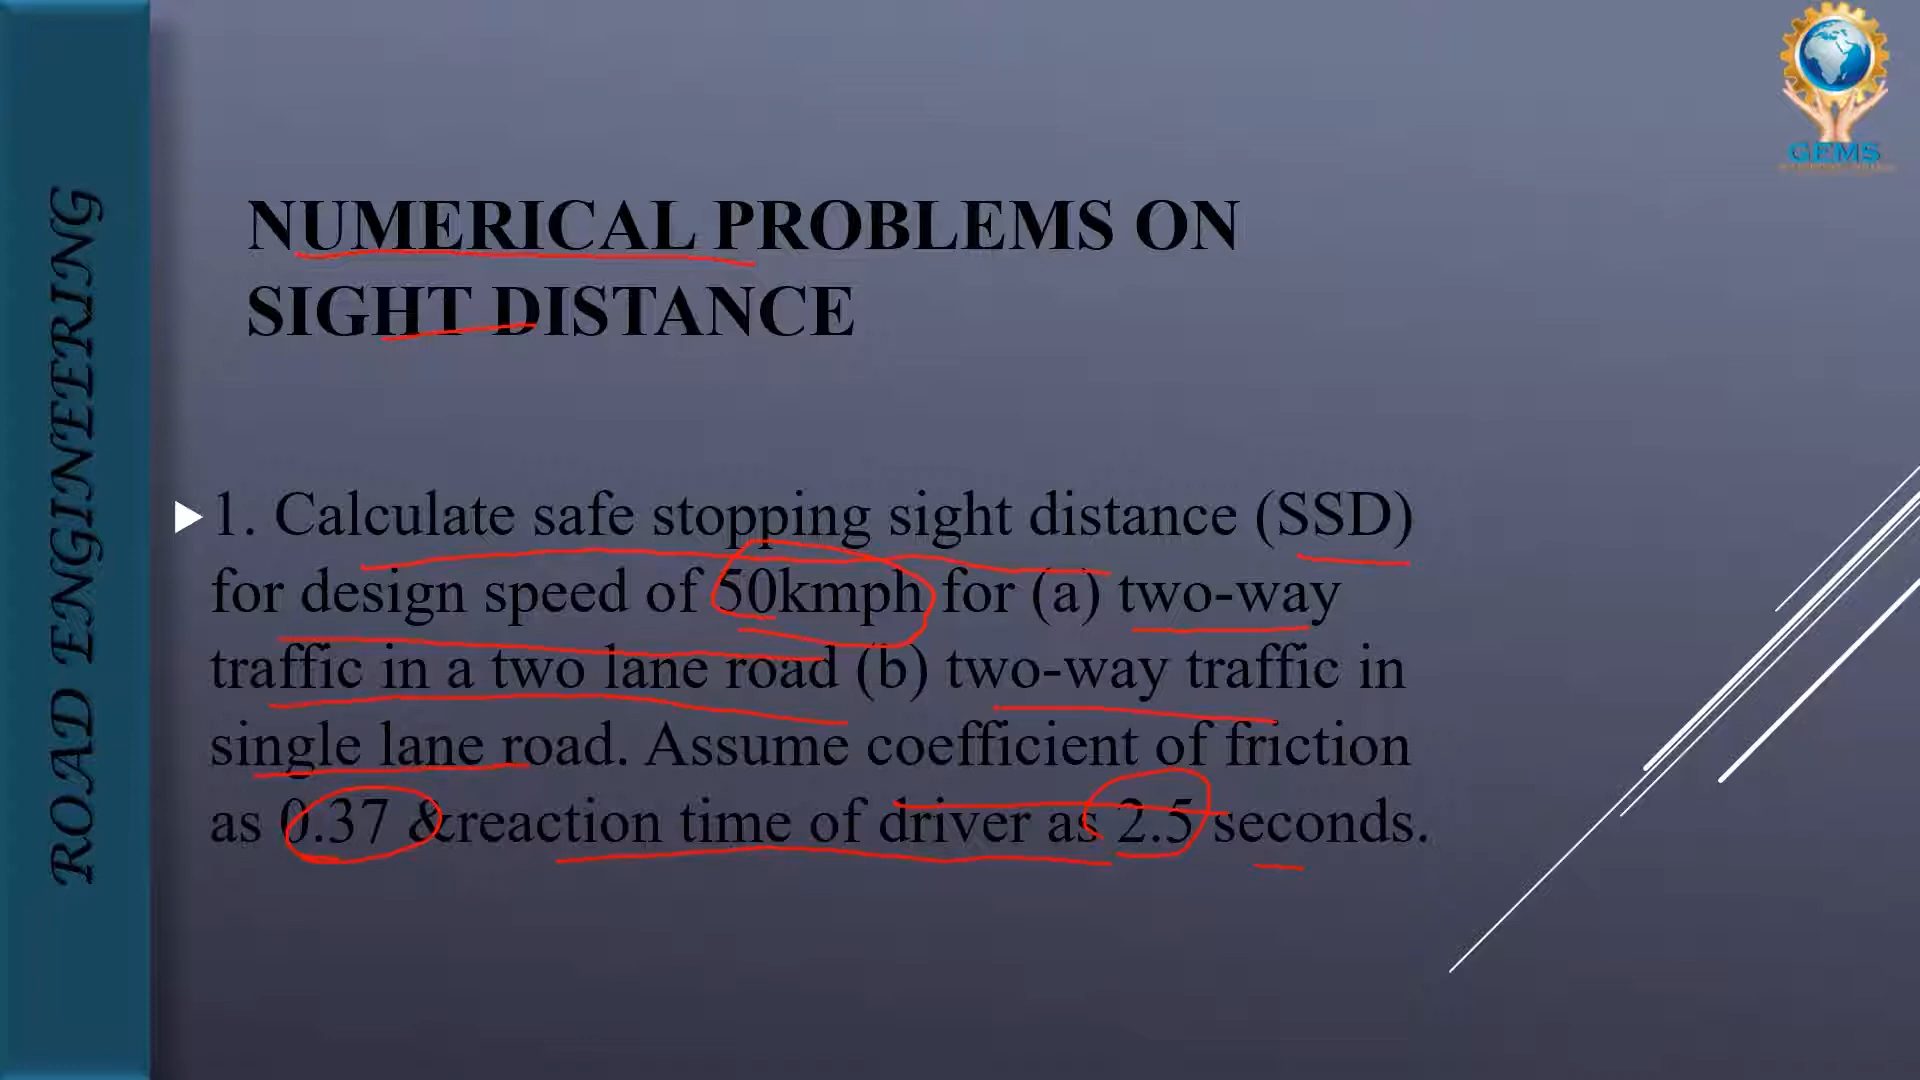 ROAD ENGINEERING
GEMS
NUMERICAL PROBLEMS ON
SIGHT DISTANCE
1. Calculate safe stopping sight distance (SSD)
for design speed of 50kmph for (a) two-way
traffic in a two lane road (b) two-way traffic in
single lane road. Assume coefficient of friction
as 0.37 &reaction time of driver as 2.5 seconds.